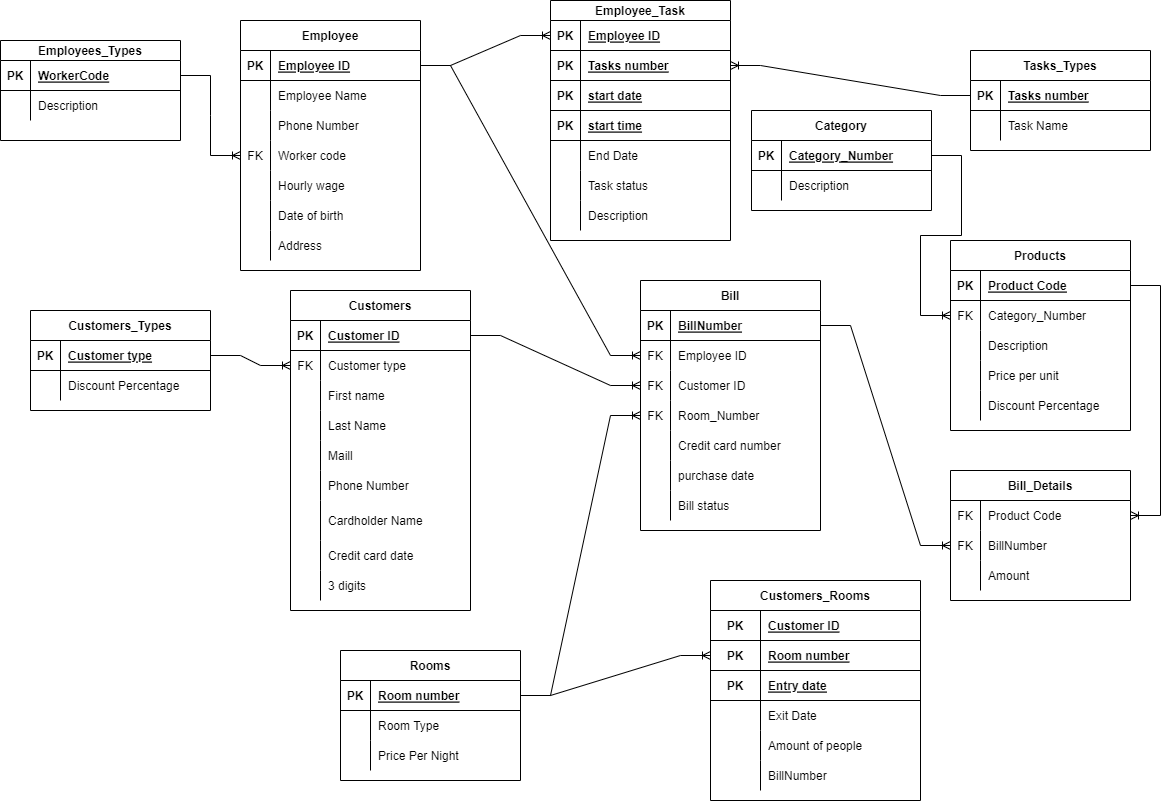 Employees_Types
PK WorkerCode
Description
Employee
PK Employee ID
Employee Name
Phone Number
FK Worker code
Hourly wage
Date of birth
Address
Employee_Task
PK Employee ID
PK Tasks number
PK start date
PK start time
End Date
Task status
Description
Tasks_Types
PK Tasks number
Task Name
Category
PK Category_Number
Description
Products
PK Product Code
FK Category_Number
Description
Price per unit
Discount Percentage
Customers_Types
PK Customer type
Discount Percentage
Customers
PK Customer ID
FK Customer type
First name
Last Name
Maill
Phone Number
Cardholder Name
Credit card date
3 digits
Bill
PK BillNumber
FK Employee ID
FK Customer ID
FK Room_Number
Credit card number
purchase date
Bill status
Bill_Details
FK Product Code
FK BillNumber
Amount
Rooms
PK Room number
Room Type
Price Per Night
Customers_Rooms
PK Customer ID
PK Room number
PK Entry date
Exit Date
Amount of people
BillNumber